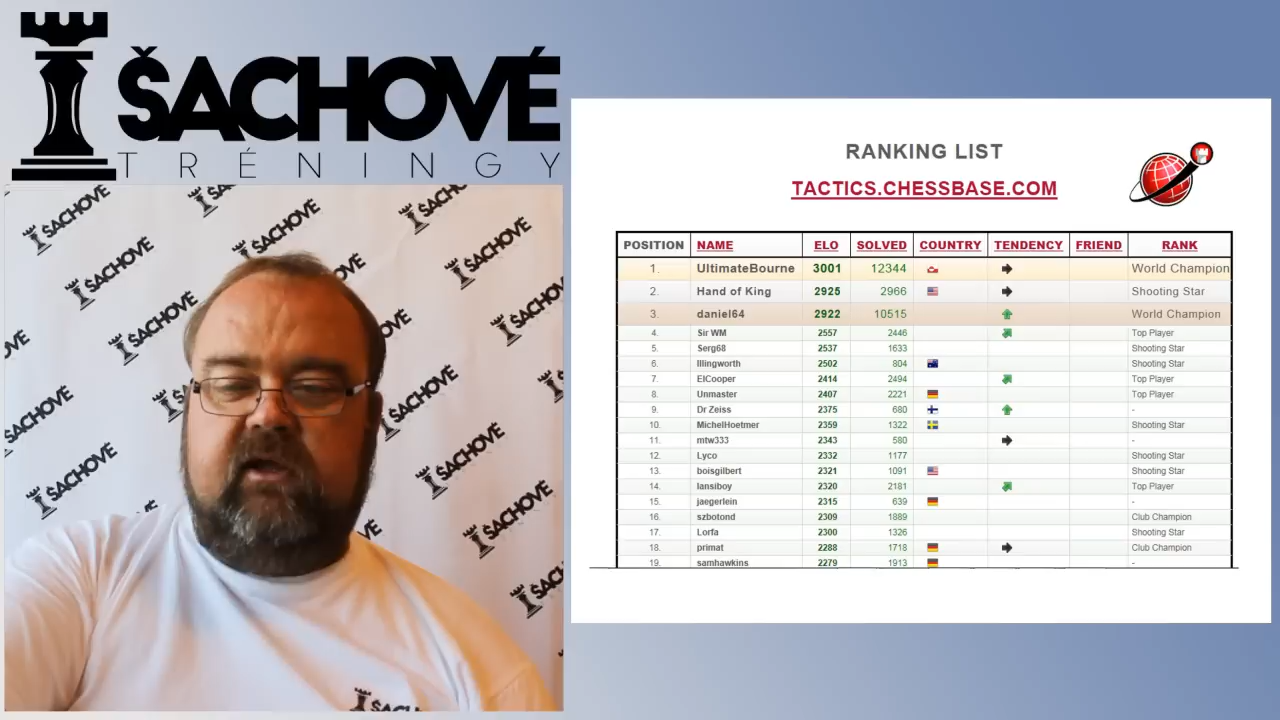 ŠACHOVÉ
TRÉNINGY
RANKING LIST
TACTICS.CHESSBASE.COM
POSITION NAME ELO SOLVED COUNTRY TENDENCY FRIEND RANK
1. UltimateBourne 3001 12344 World Champion
2. Hand of King 2925 2966 Shooting Star
3. daniel64 2922 10515 World Champion
4. Sir WM 2557 2446 Top Player
5. Serg68 2537 1633 Shooting Star
6. Illingworth 2502 804 Shooting Star
7. ElCooper 2414 2494 Top Player
8. Unmaster 2407 2221 Top Player
9. Dr Zeiss 2375 680 -
10. MichelHoetmer 2359 1322 Shooting Star
11. mtw333 2343 580 -
12. Lyco 2332 1177 Shooting Star
13. boisgilbert 2321 1091 Shooting Star
14. lansiboy 2320 2181 Top Player
15. jaegerlein 2315 639 -
16. szbotond 2309 1889 Club Champion
17. Lorfa 2300 1326 Shooting Star
18. primat 2288 1718 Club Champion
19. samhawkins 2279 1913 -